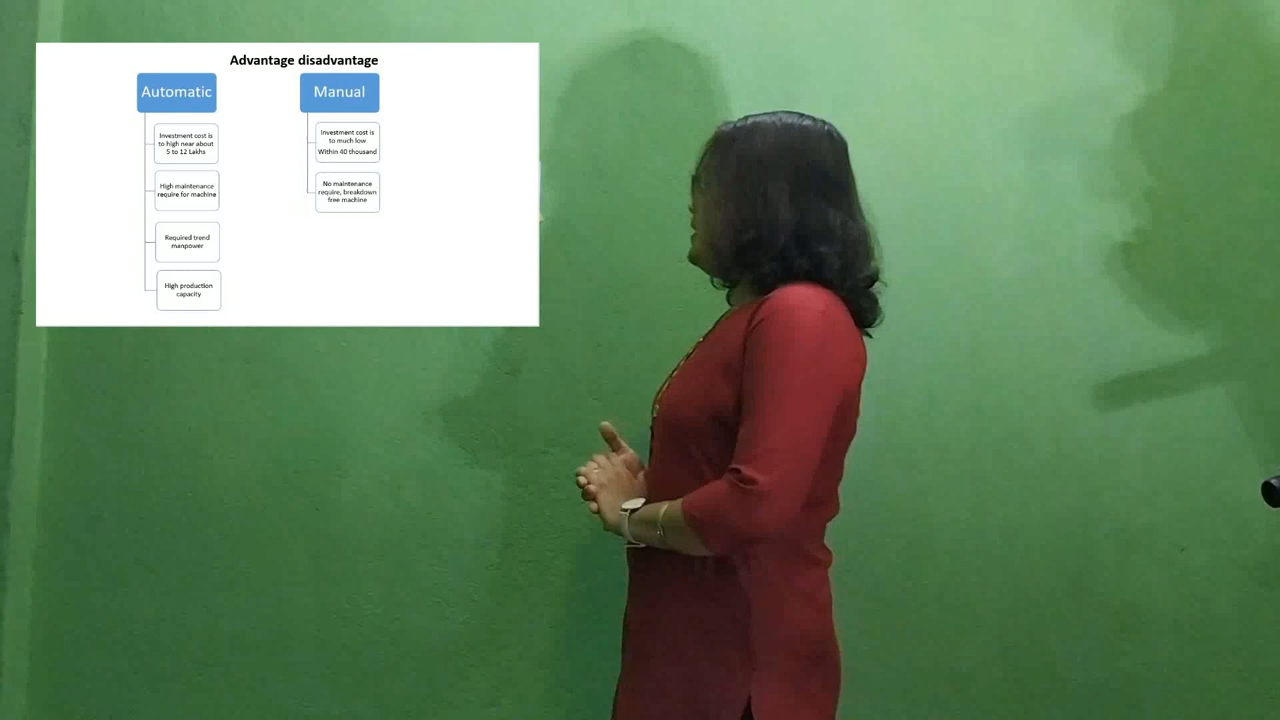 Advantage disadvantage
Automatic
Investment cost is
to high near about
5 to 12 Lakhs
High maintenance
require for machine
Required trend
manpower
High production
capacity
Manual
Investment cost is
to much low
Within 40 thousand
No maintenance
require, breakdown
free machine